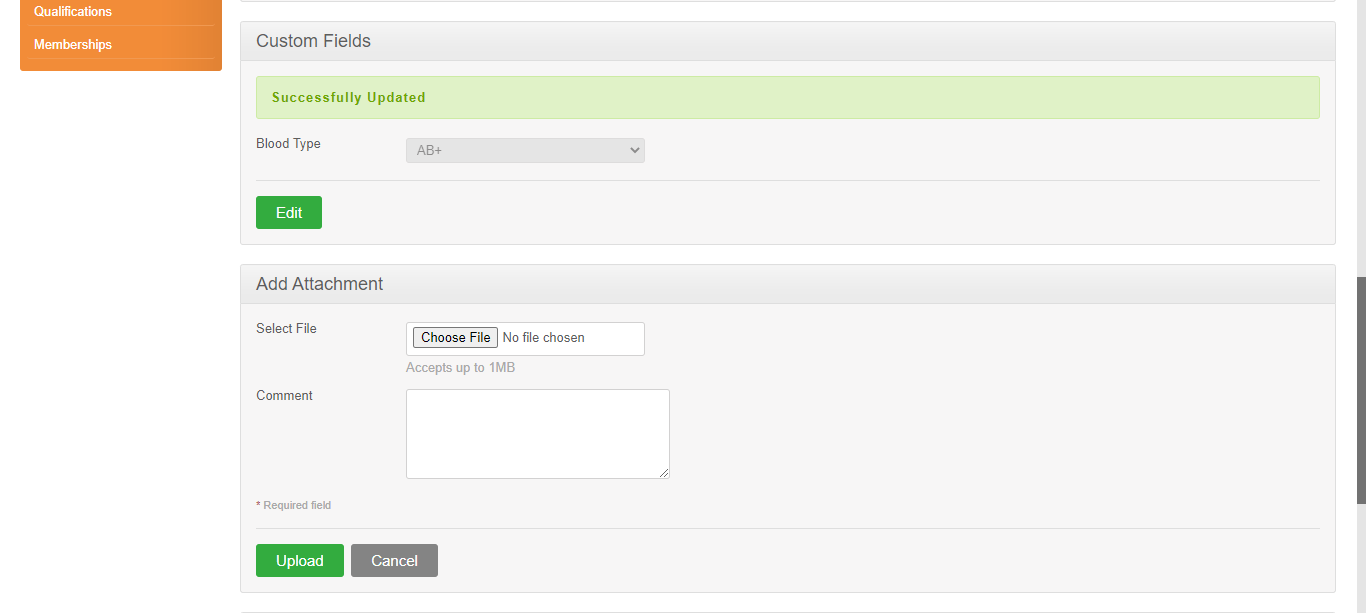 Qualifications
Memberships
Custom Fields
Successfully Updated
Blood Type
AB+
Edit
Add Attachment
Select File
Choose File No file chosen
Accepts up to 1MB
Comment
* Required field
Upload Cancel